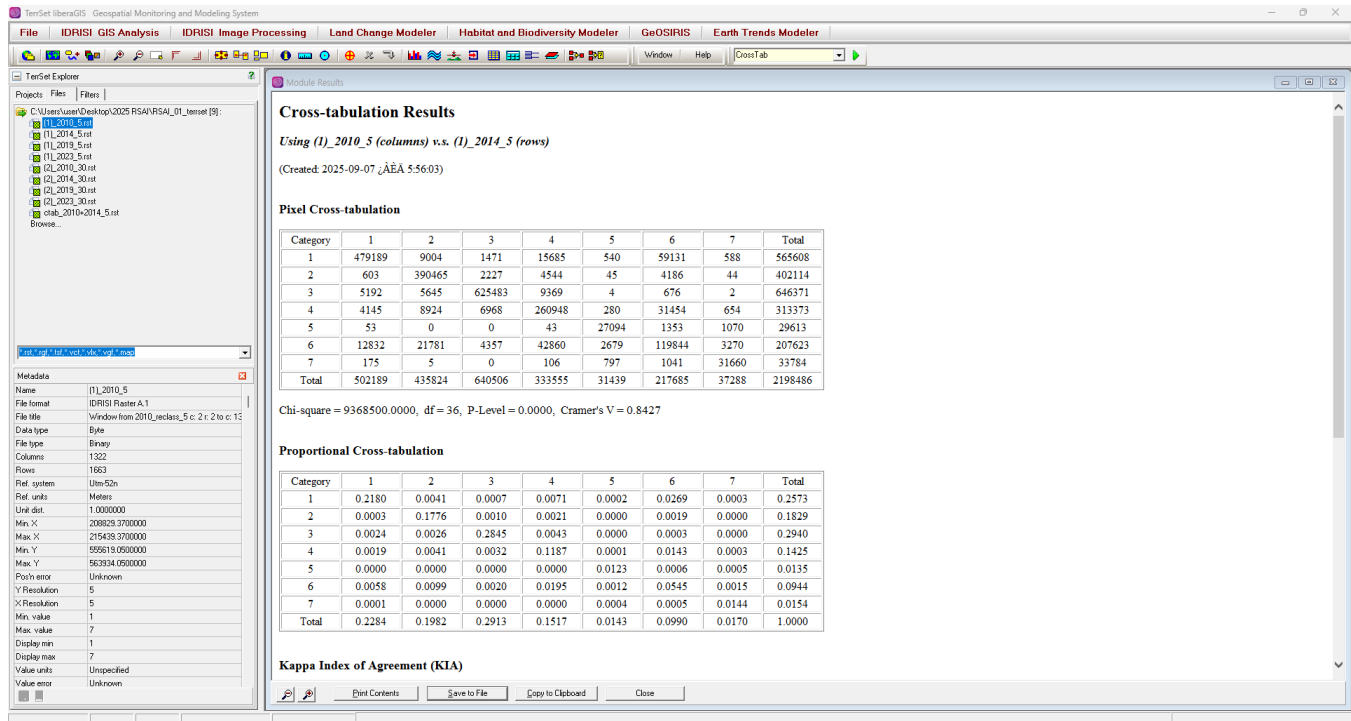 TerrSet liberaGIS Geospatial Monitoring and Modeling System
File IDRISI GIS Analysis IDRISI Image Processing Land Change Modeler Habitat and Biodiversity Modeler GeOSIRIS Earth Trends Modeler
Window Help CrossTab
TerrSet Explorer ?
Projects Files Filters
C:\Users\user\Desktop\2025 RSAI\RSAI_01_terrset [9] :
(1)_2010_5.rst
(1)_2014_5.rst
(1)_2019_5.rst
(1)_2023_5.rst
(2)_2010_30.rst
(2)_2014_30.rst
(2)_2019_30.rst
(2)_2023_30.rst
ctab_2010+2014_5.rst
Browse...
*.rst,*.rgf,*.tsf,*.vct,*.vlx,*.vgf,*.map
Metadata
Name (1)_2010_5
File format IDRISI Raster A.1
File title Window from 2010_reclass_5 c: 2 r: 2 to c: 13
Data type Byte
File type Binary
Columns 1322
Rows 1663
Ref. system Utm-52n
Ref. units Meters
Unit dist. 1.0000000
Min. X 208829.3700000
Max. X 215439.3700000
Min. Y 555619.0500000
Max. Y 563934.0500000
Pos'n error Unknown
Y Resolution 5
X Resolution 5
Min. value 1
Max. value 7
Display min 1
Display max 7
Value units Unspecified
Value error Unknown
Module Results
Cross-tabulation Results
Using (1)_2010_5 (columns) v.s. (1)_2014_5 (rows)
(Created: 2025-09-07 ¿ÀÈÄ 5:56:03)
Pixel Cross-tabulation
Category 1 2 3 4 5 6 7 Total
1 479189 9004 1471 15685 540 59131 588 565608
2 603 390465 2227 4544 45 4186 44 402114
3 5192 5645 625483 9369 4 676 2 646371
4 4145 8924 6968 260948 280 31454 654 313373
5 53 0 0 43 27094 1353 1070 29613
6 12832 21781 4357 42860 2679 119844 3270 207623
7 175 5 0 106 797 1041 31660 33784
Total 502189 435824 640506 333555 31439 217685 37288 2198486
Chi-square = 9368500.0000, df = 36, P-Level = 0.0000, Cramer's V = 0.8427
Proportional Cross-tabulation
Category 1 2 3 4 5 6 7 Total
1 0.2180 0.0041 0.0007 0.0071 0.0002 0.0269 0.0003 0.2573
2 0.0003 0.1776 0.0010 0.0021 0.0000 0.0019 0.0000 0.1829
3 0.0024 0.0026 0.2845 0.0043 0.0000 0.0003 0.0000 0.2940
4 0.0019 0.0041 0.0032 0.1187 0.0001 0.0143 0.0003 0.1425
5 0.0000 0.0000 0.0000 0.0000 0.0123 0.0006 0.0005 0.0135
6 0.0058 0.0099 0.0020 0.0195 0.0012 0.0545 0.0015 0.0944
7 0.0001 0.0000 0.0000 0.0000 0.0004 0.0005 0.0144 0.0154
Total 0.2284 0.1982 0.2913 0.1517 0.0143 0.0990 0.0170 1.0000
Kappa Index of Agreement (KIA)
Print Contents Save to File Copy to Clipboard Close